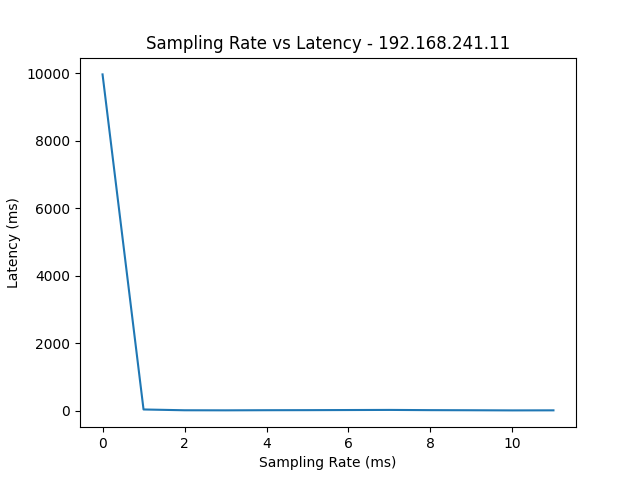 Sampling Rate vs Latency - 192.168.241.11
10000
8000
6000
4000
2000
0
Latency (ms)
0 2 4 6 8 10
Sampling Rate (ms)